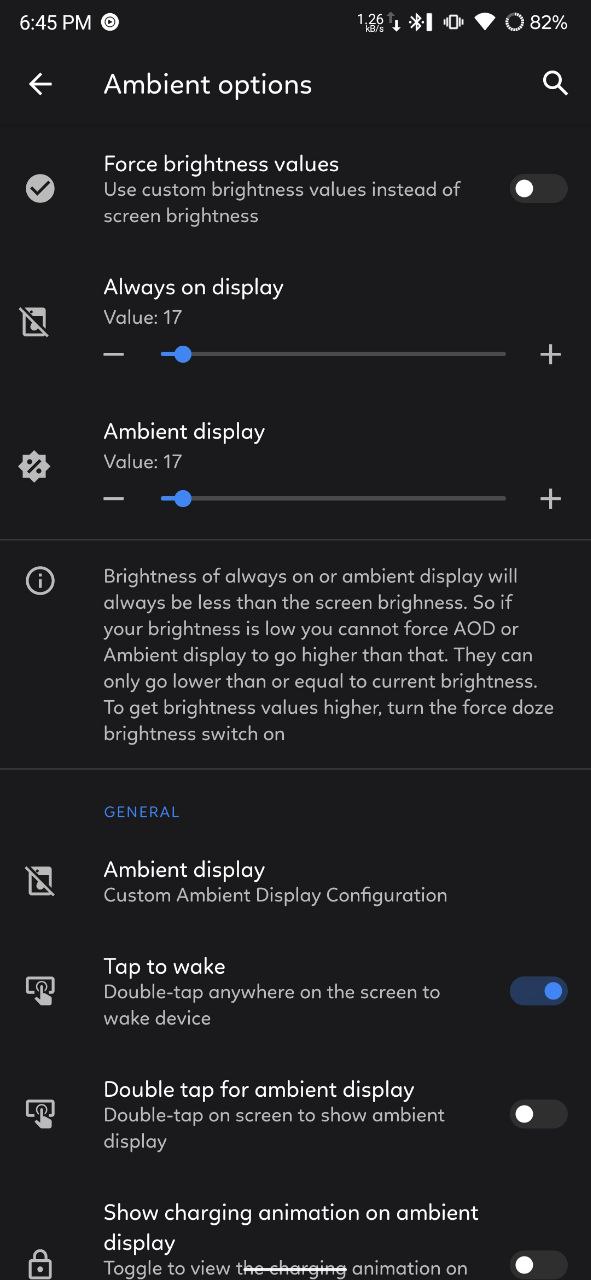 6:45 PM
1.26
kB/s
82%
Ambient options
Force brightness values
Use custom brightness values instead of
screen brightness
Always on display
Value: 17
Ambient display
Value: 17
Brightness of always on or ambient display will
always be less than the screen brighness. So if
your brightness is low you cannot force AOD or
Ambient display to go higher than that. They can
only go lower than or equal to current brightness.
To get brightness values higher, turn the force doze
brightness switch on
GENERAL
Ambient display
Custom Ambient Display Configuration
Tap to wake
Double-tap anywhere on the screen to
wake device
Double tap for ambient display
Double-tap on screen to show ambient
display
Show charging animation on ambient
display
Toggle to view the charging animation on